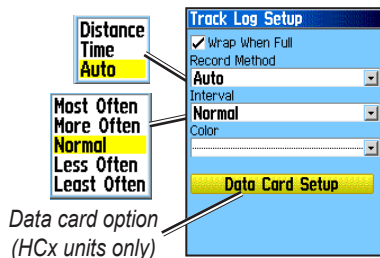 Distance
Time
Auto
Most Often
More Often
Normal
Less Often
Least Often
Data card option
(HCx units only)
Track Log Setup
Wrap When Full
Record Method
Auto
Interval
Normal
Color
Data Card Setup